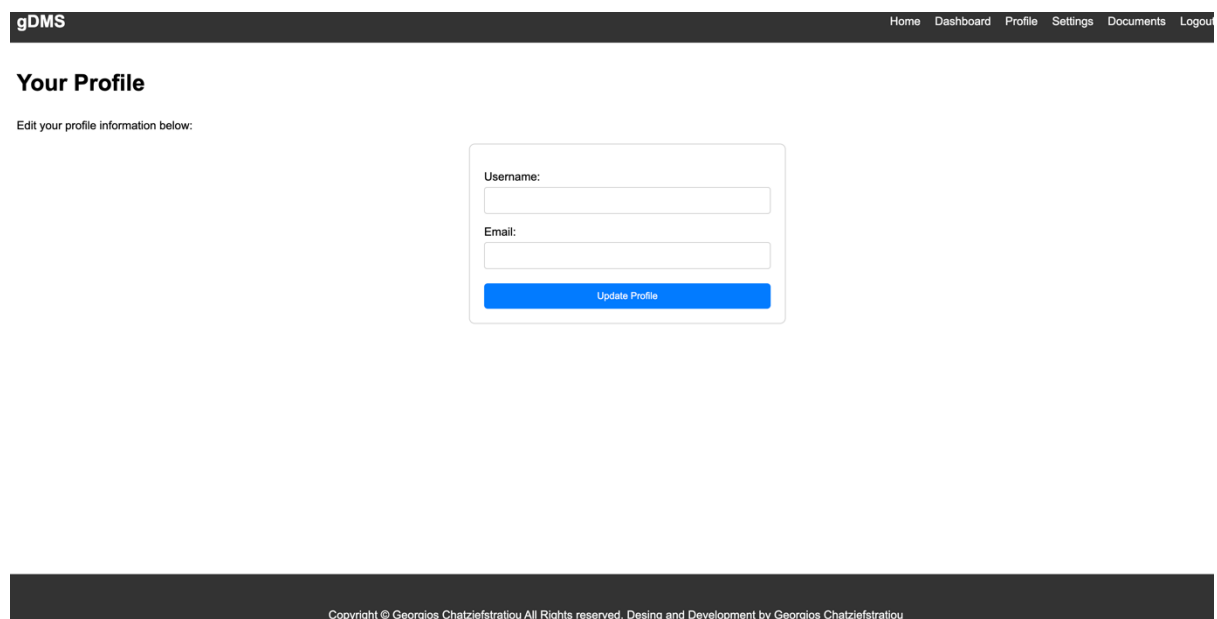 gDMS
Home Dashboard Profile Settings Documents Logout
Your Profile
Edit your profile information below:
Username:
Email:
Update Profile
Copyright © Georgios Chatziefstratiou All Rights reserved. Desing and Development by Georgios Chatziefstratiou